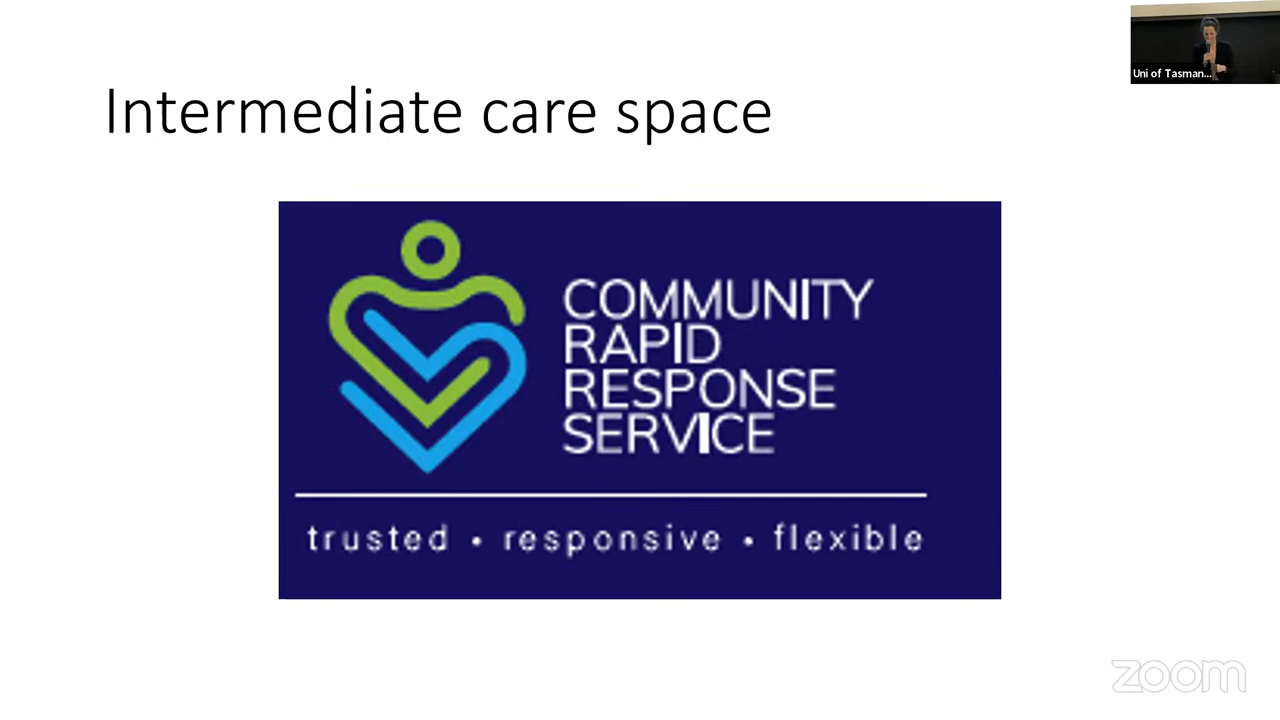 Uni of Tasman...
Intermediate care space
COMMUNITY
RAPID
RESPONSE
SERVICE
trusted • responsive • flexible
zoom